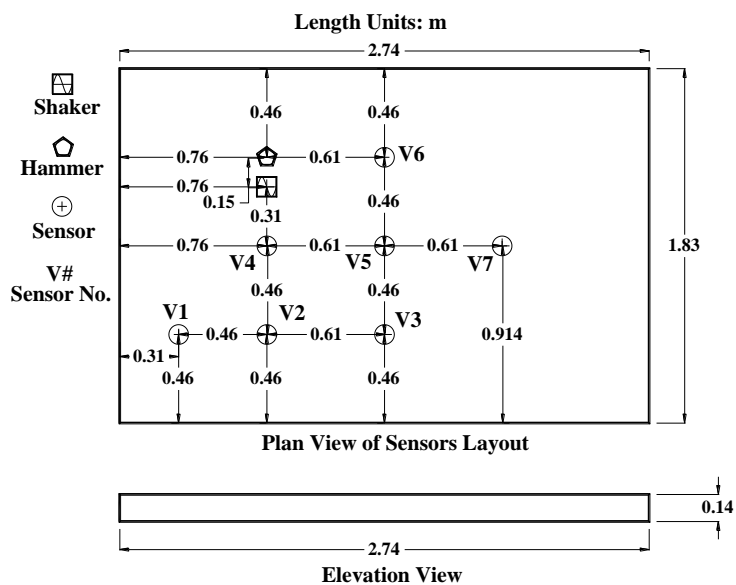 Length Units: m
2.74
Shaker
Hammer
Sensor
V#
Sensor No.
0.46 0.46
0.76 0.61 V6
0.76
0.15 0.31 0.46
0.76 0.61 0.61 1.83
V4 V5 V7
0.46 0.46
V1 V2 V3
0.46 0.61 0.914
0.31
0.46 0.46 0.46
Plan View of Sensors Layout
0.14
2.74
Elevation View